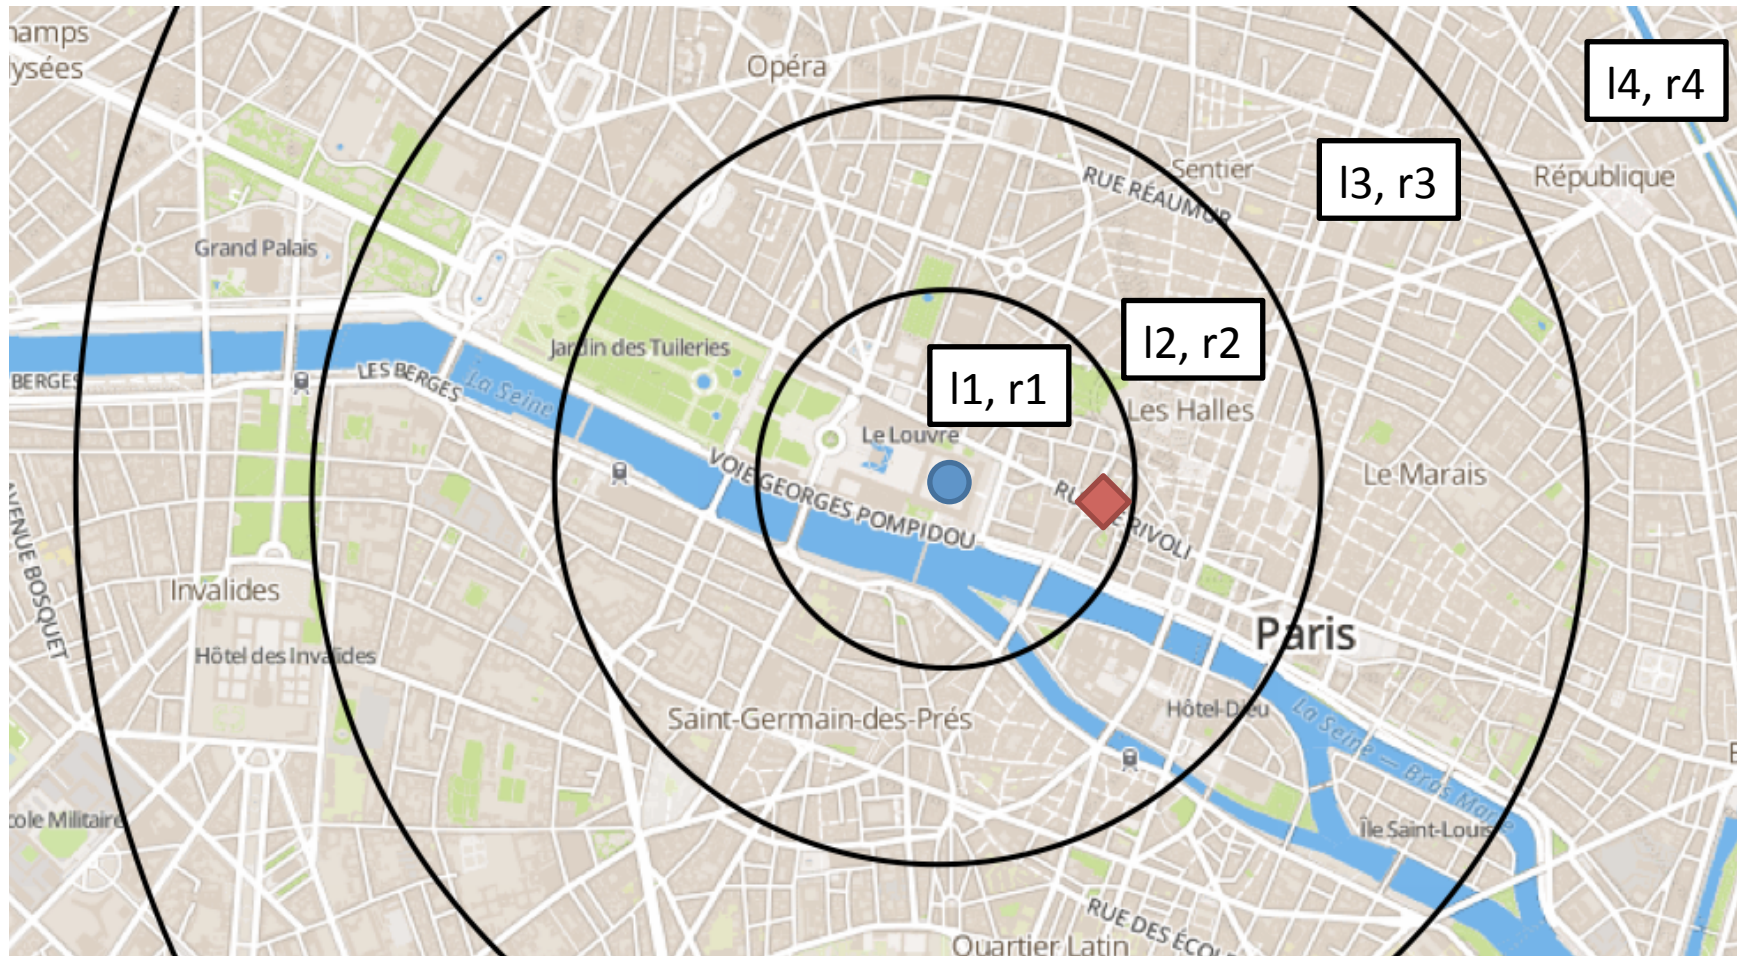 hamps
lysées
Opéra
l4, r4
Sentier
RUE RÉAUMUR
l3, r3
République
Grand Palais
Jardin des Tuileries
l2, r2
BERGES
LES BERGES
La Seine
l1, r1
Les Halles
Le Louvre
VOIE GEORGES POMPIDOU
RIVOLI
Le Marais
AVENUE BOSQUET
Invalides
Paris
Hôtel des Invalides
Saint-Germain-des-Prés
Hôtel-Dieu
La Seine — Bras Marie
cole Militaire
Île Saint-Louis
RUE DES ÉCOL
Quartier Latin